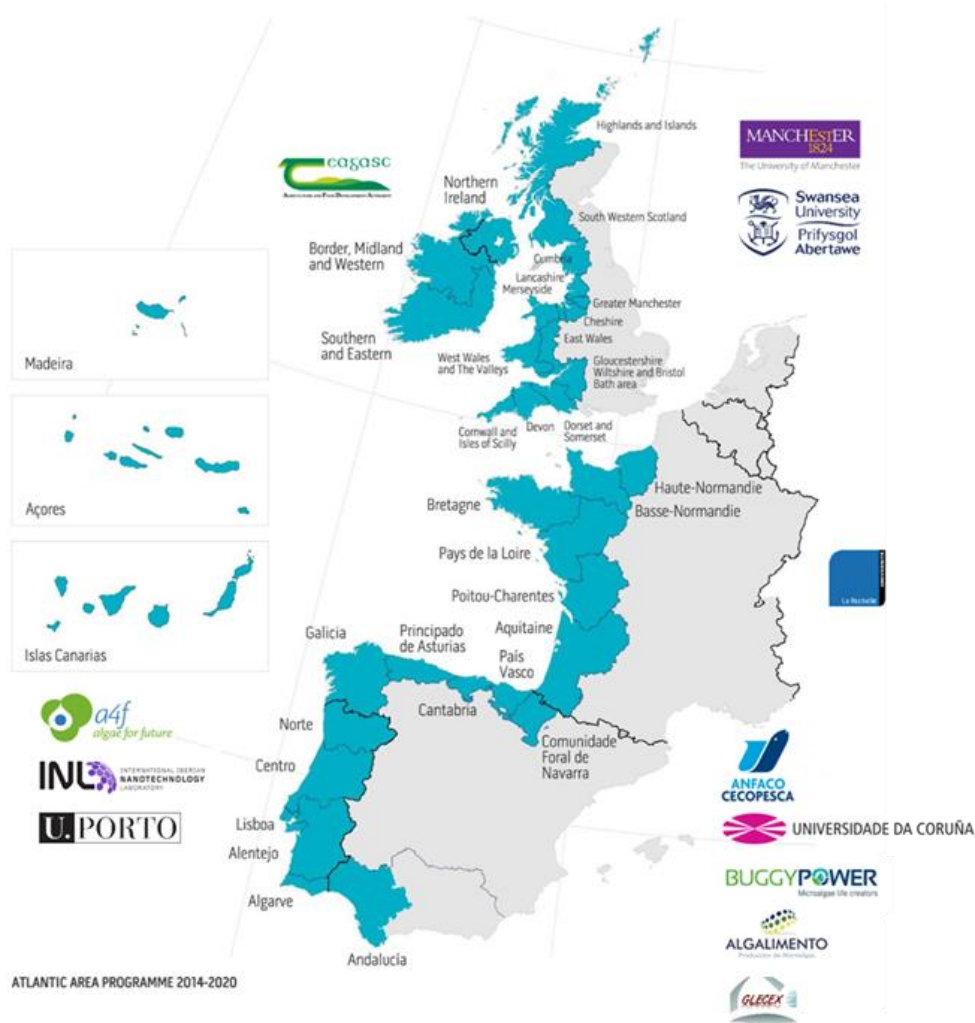 Highlands and Islands
MANCHESTER
1824
The University of Manchester
Swansea
University
Prifysgol
Abertawe
eagasc
AGRICULTURE AND FOOD DEVELOPMENT AUTHORITY
Northern
Ireland
South Western Scotland
Border, Midland
and Western
Cumbria
Lancashire
Merseyside
Greater Manchester
Cheshire
East Wales
Southern
and Eastern
West Wales
and The Valleys
Gloucestershire
Wiltshire and Bristol
Bath area
Madeira
Cornwall and
Isles of Scilly
Devon
Dorset and
Somerset
Açores
Bretagne
Haute-Normandie
Basse-Normandie
Pays de la Loire
Poitou-Charentes
La Rochelle
Aquitaine
Galicia
Principado
de Asturias
País
Vasco
Islas Canarias
Cantabria
Comunidade
Foral de
Navarra
a4f
algae for future
Norte
Centro
INL
INTERNATIONAL IBERIAN
NANOTECHNOLOGY
LABORATORY
U.PORTO
Lisboa
Alentejo
Algarve
Andalucía
ANFACO
CECOPESCA
UNIVERSIDADE DA CORUÑA
BUGGYPOWER
Microalgae life creators
ALGALIMENTO
GLECEX
ATLANTIC AREA PROGRAMME 2014-2020